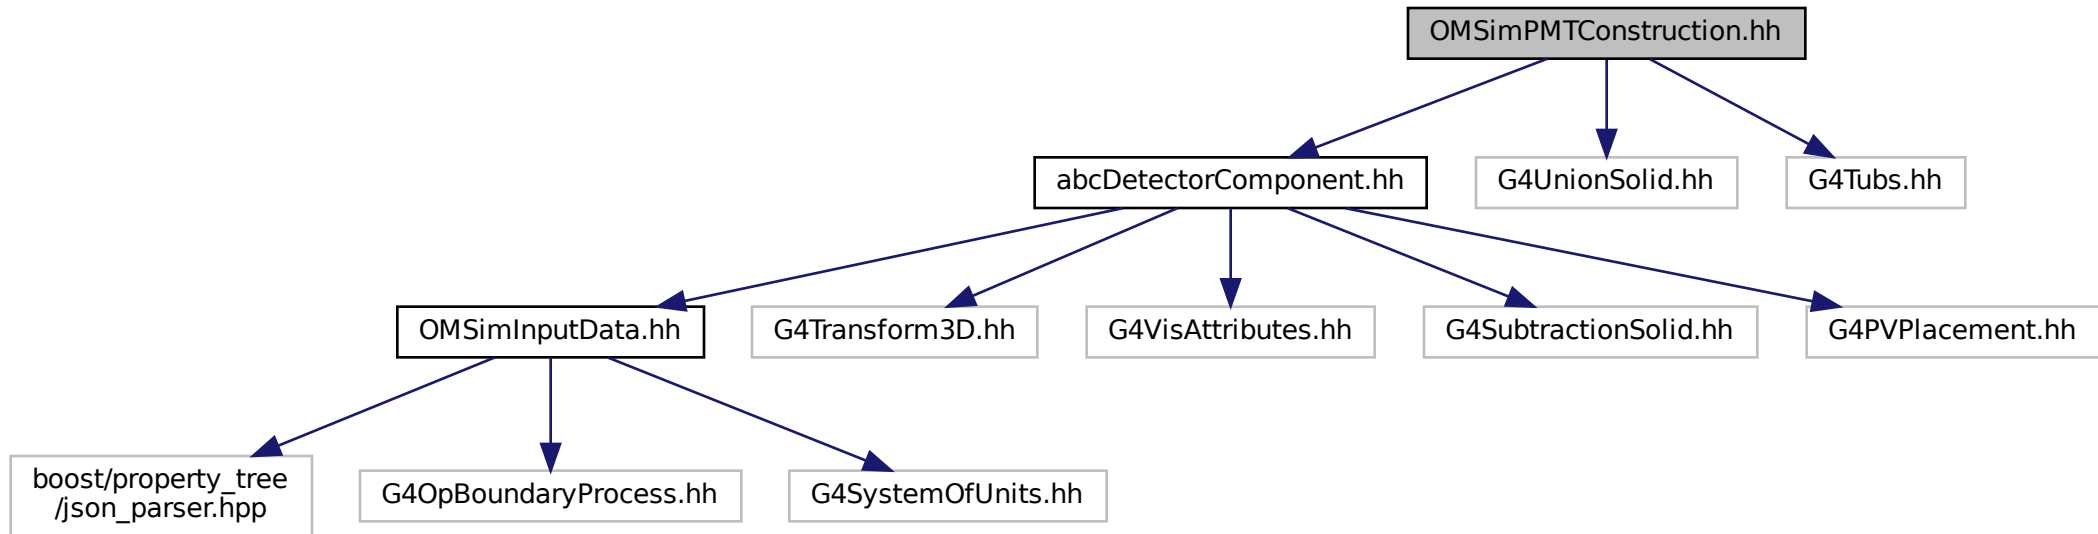 OMSimPMTConstruction.hh
abcDetectorComponent.hh
G4UnionSolid.hh
G4Tubs.hh
OMSimInputData.hh
G4Transform3D.hh
G4VisAttributes.hh
G4SubtractionSolid.hh
G4PVPlacement.hh
boost/property_tree
/json_parser.hpp
G4OpBoundaryProcess.hh
G4SystemOfUnits.hh